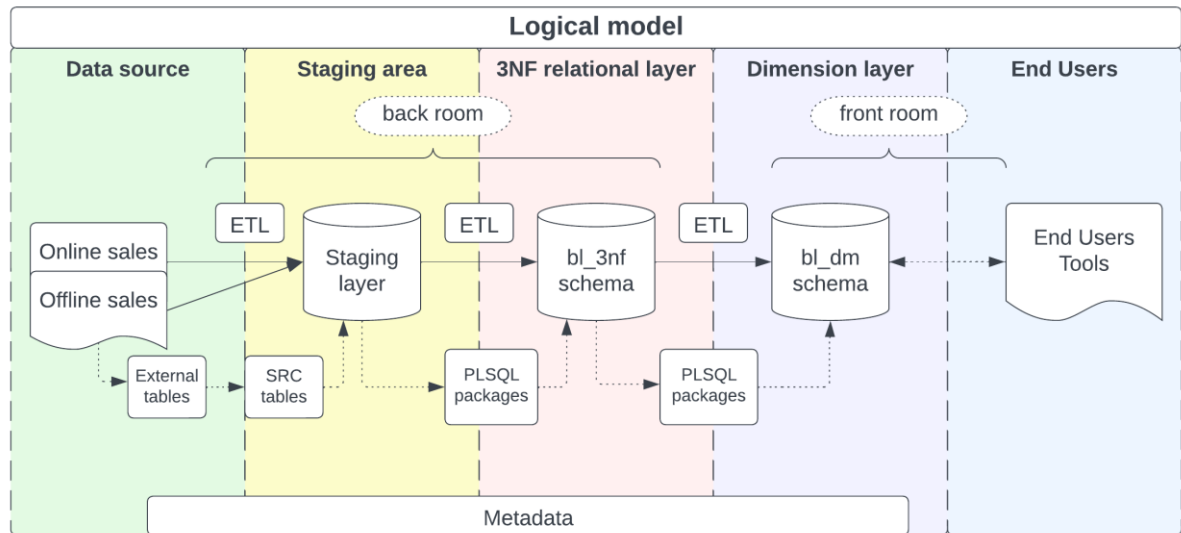 Logical model
Data source
Staging area
3NF relational layer
Dimension layer
End Users
back room
front room
ETL
ETL
ETL
Online sales
Offline sales
Staging
layer
bl_3nf
schema
bl_dm
schema
End Users
Tools
External
tables
SRC
tables
PLSQL
packages
PLSQL
packages
Metadata